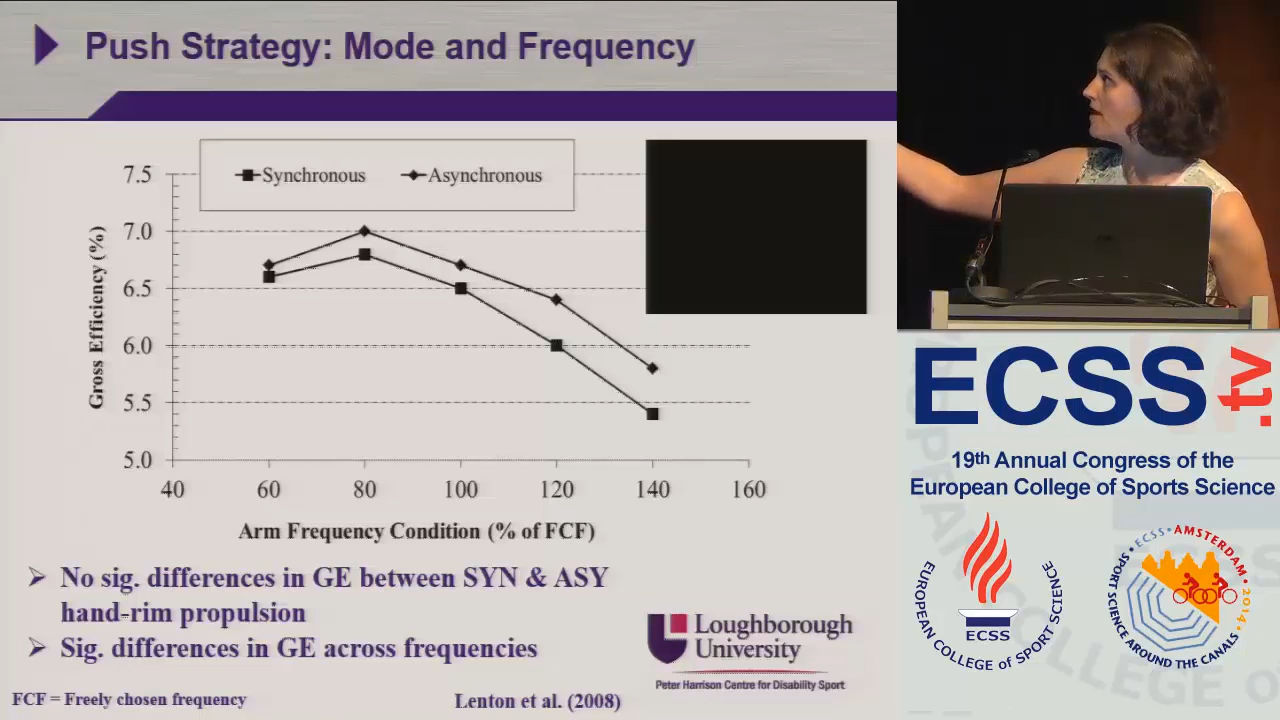 Push Strategy: Mode and Frequency
Synchronous
Asynchronous
7.5
7.0
6.5
6.0
5.5
5.0
Gross Efficiency (%)
40
60
80
100
120
140
160
Arm Frequency Condition (% of FCF)
No sig. differences in GE between SYN & ASY
hand-rim propulsion
Sig. differences in GE across frequencies
FCF = Freely chosen frequency
Lenton et al. (2008)
Loughborough
University
Peter Harrison Centre for Disability Sport
ECSS.tv
19th Annual Congress of the
European College of Sports Science
EUROPEAN COLLEGE OF SPORT SCIENCE
ECSS
• ECSS • AMSTERDAM • 2014 •
SPORT SCIENCE AROUND THE CANALS